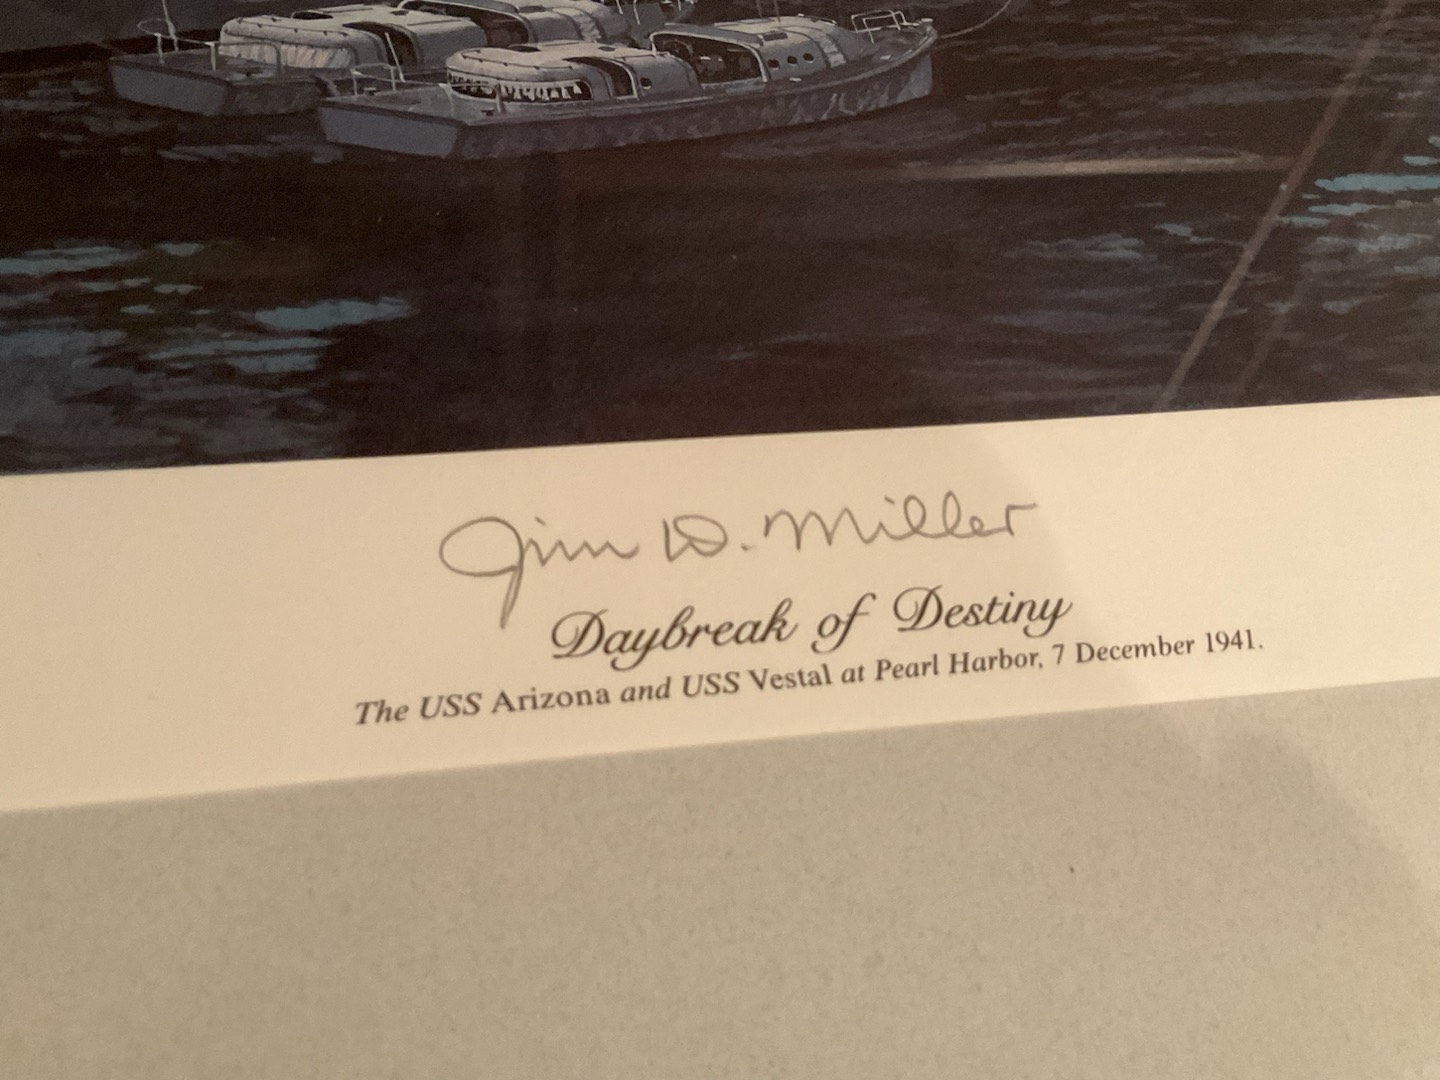 Jim D. Miller
Daybreak of Destiny
The USS Arizona and USS Vestal at Pearl Harbor, 7 December 1941.